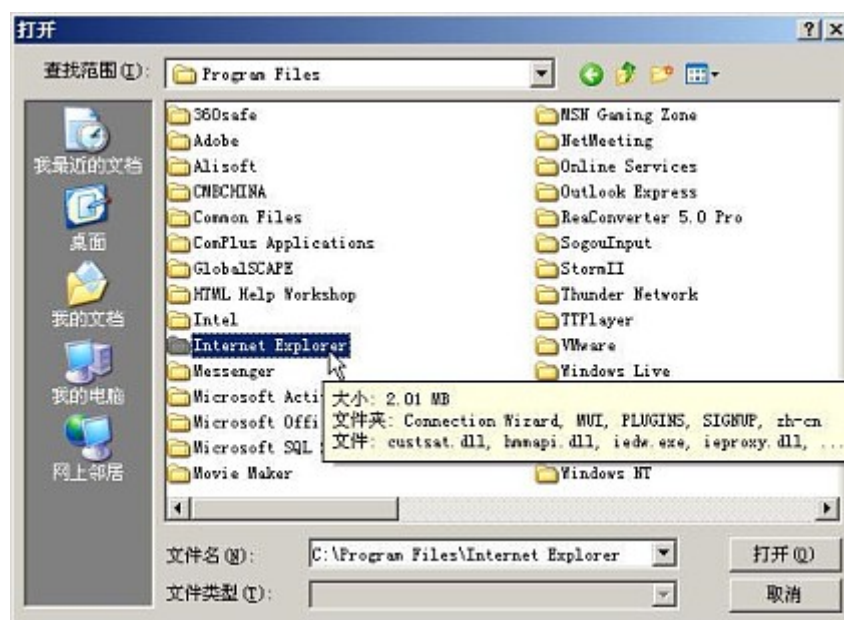 打开
查找范围(I):
Program Files
360safe
Adobe
Alisoft
CNBCHINA
Common Files
ComPlus Applications
GlobalSCAPE
HTML Help Workshop
Intel
Internet Explorer
Messenger
Microsoft Acti
Microsoft Offi
Microsoft SQL
Movie Maker
MSN Gaming Zone
NetMeeting
Online Services
Outlook Express
ReaConverter 5.0 Pro
SogouInput
StormII
Thunder Network
TTPlayer
VMware
Windows Live
Windows NT
大小: 2.01 MB
文件夹: Connection Wizard, MUI, PLUGINS, SIGNUP, zh-cn
文件: custsat.dll, hmmapi.dll, iedw.exe, ieproxy.dll, ...
我最近的文档
桌面
我的文档
我的电脑
网上邻居
文件名(N):
C:\Program Files\Internet Explorer
打开(O)
文件类型(T):
取消